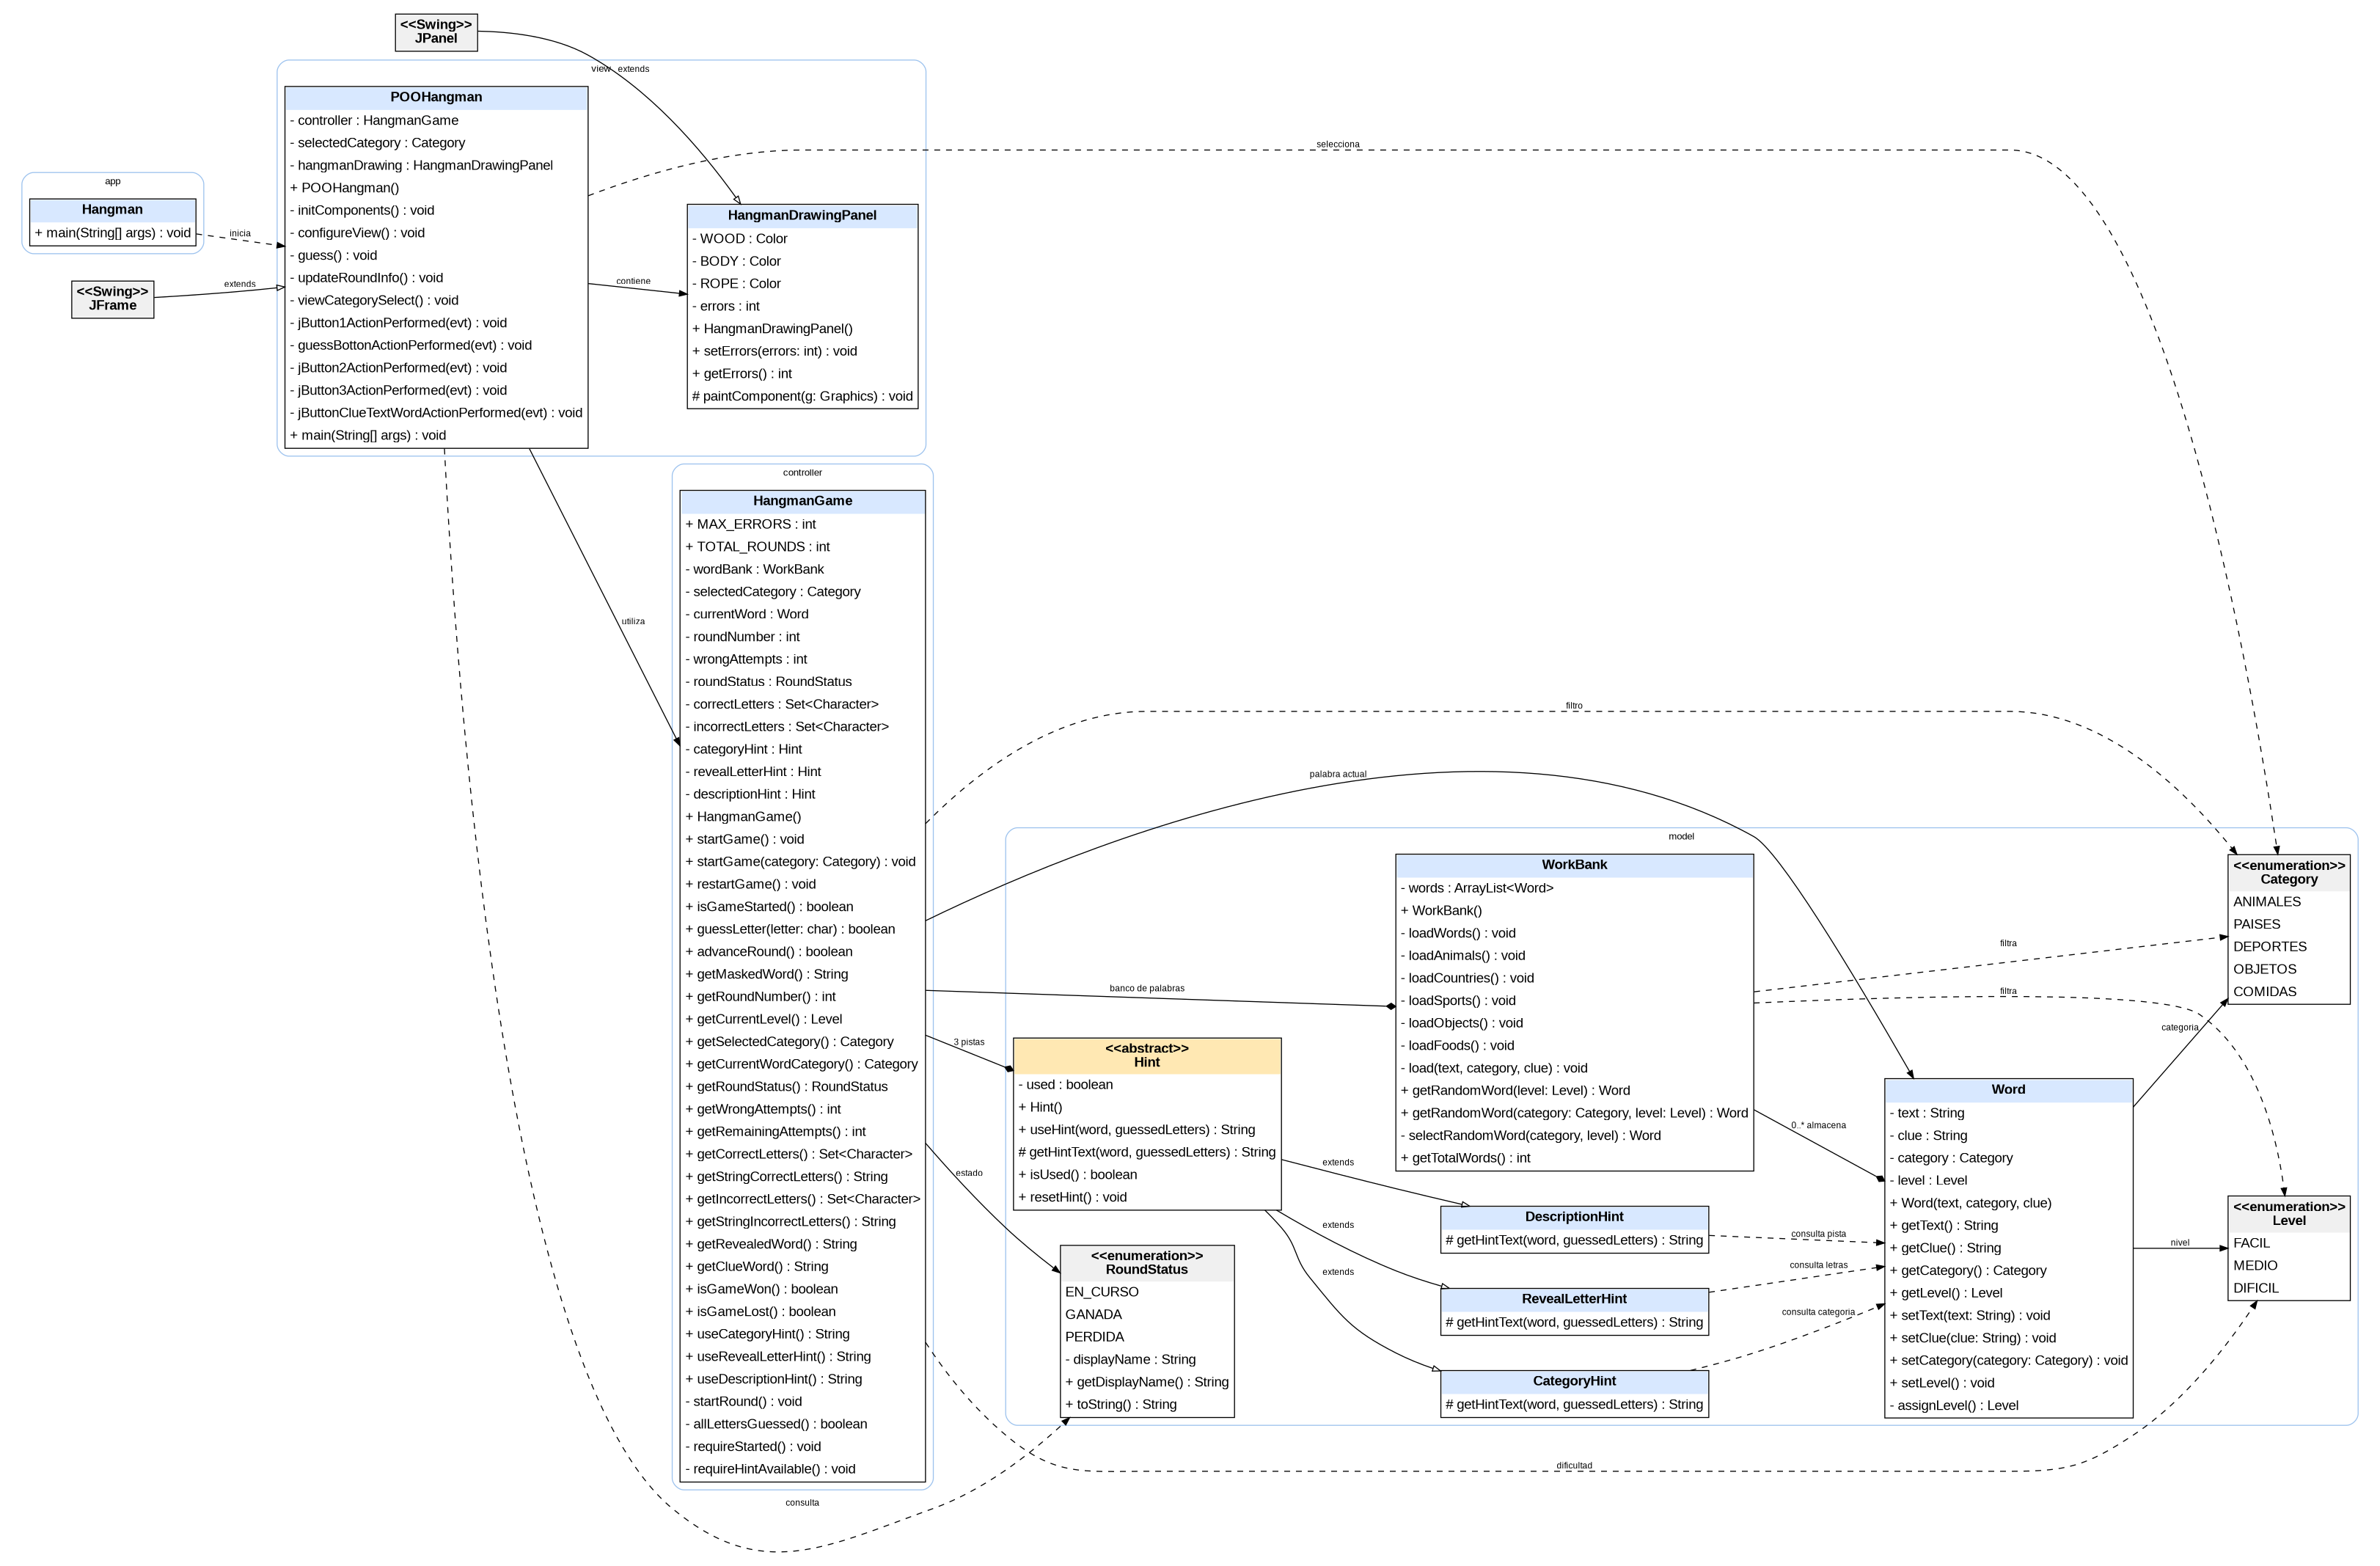 <<Swing>>
JPanel
view
extends
POOHangman
- controller : HangmanGame
- selectedCategory : Category
- hangmanDrawing : HangmanDrawingPanel
+ POOHangman()
- initComponents() : void
- configureView() : void
- guess() : void
- updateRoundInfo() : void
- viewCategorySelect() : void
- jButton1ActionPerformed(evt) : void
- guessBottonActionPerformed(evt) : void
- jButton2ActionPerformed(evt) : void
- jButton3ActionPerformed(evt) : void
- jButtonClueTextWordActionPerformed(evt) : void
+ main(String[] args) : void
selecciona
app
Hangman
+ main(String[] args) : void
inicia
<<Swing>>
JFrame
extends
contiene
HangmanDrawingPanel
- WOOD : Color
- BODY : Color
- ROPE : Color
- errors : int
+ HangmanDrawingPanel()
+ setErrors(errors: int) : void
+ getErrors() : int
# paintComponent(g: Graphics) : void
utiliza
controller
HangmanGame
+ MAX_ERRORS : int
+ TOTAL_ROUNDS : int
- wordBank : WorkBank
- selectedCategory : Category
- currentWord : Word
- roundNumber : int
- wrongAttempts : int
- roundStatus : RoundStatus
- correctLetters : Set<Character>
- incorrectLetters : Set<Character>
- categoryHint : Hint
- revealLetterHint : Hint
- descriptionHint : Hint
+ HangmanGame()
+ startGame() : void
+ startGame(category: Category) : void
+ restartGame() : void
+ isGameStarted() : boolean
+ guessLetter(letter: char) : boolean
+ advanceRound() : boolean
+ getMaskedWord() : String
+ getRoundNumber() : int
+ getCurrentLevel() : Level
+ getSelectedCategory() : Category
+ getCurrentWordCategory() : Category
+ getRoundStatus() : RoundStatus
+ getWrongAttempts() : int
+ getRemainingAttempts() : int
+ getCorrectLetters() : Set<Character>
+ getStringCorrectLetters() : String
+ getIncorrectLetters() : Set<Character>
+ getStringIncorrectLetters() : String
+ getRevealedWord() : String
+ getClueWord() : String
+ isGameWon() : boolean
+ isGameLost() : boolean
+ useCategoryHint() : String
+ useRevealLetterHint() : String
+ useDescriptionHint() : String
- startRound() : void
- allLettersGuessed() : boolean
- requireStarted() : void
- requireHintAvailable() : void
filtro
palabra actual
banco de palabras
3 pistas
estado
dificultad
consulta
model
<<abstract>>
Hint
- used : boolean
+ Hint()
+ useHint(word, guessedLetters) : String
# getHintText(word, guessedLetters) : String
+ isUsed() : boolean
+ resetHint() : void
<<enumeration>>
RoundStatus
EN_CURSO
GANADA
PERDIDA
- displayName : String
+ getDisplayName() : String
+ toString() : String
extends
extends
extends
WorkBank
- words : ArrayList<Word>
+ WorkBank()
- loadWords() : void
- loadAnimals() : void
- loadCountries() : void
- loadSports() : void
- loadObjects() : void
- loadFoods() : void
- load(text, category, clue) : void
+ getRandomWord(level: Level) : Word
+ getRandomWord(category: Category, level: Level) : Word
- selectRandomWord(category, level) : Word
+ getTotalWords() : int
DescriptionHint
# getHintText(word, guessedLetters) : String
RevealLetterHint
# getHintText(word, guessedLetters) : String
CategoryHint
# getHintText(word, guessedLetters) : String
filtra
filtra
0..* almacena
consulta pista
consulta letras
consulta categoria
Word
- text : String
- clue : String
- category : Category
- level : Level
+ Word(text, category, clue)
+ getText() : String
+ getClue() : String
+ getCategory() : Category
+ getLevel() : Level
+ setText(text: String) : void
+ setClue(clue: String) : void
+ setCategory(category: Category) : void
+ setLevel() : void
- assignLevel() : Level
categoria
nivel
<<enumeration>>
Category
ANIMALES
PAISES
DEPORTES
OBJETOS
COMIDAS
<<enumeration>>
Level
FACIL
MEDIO
DIFICIL